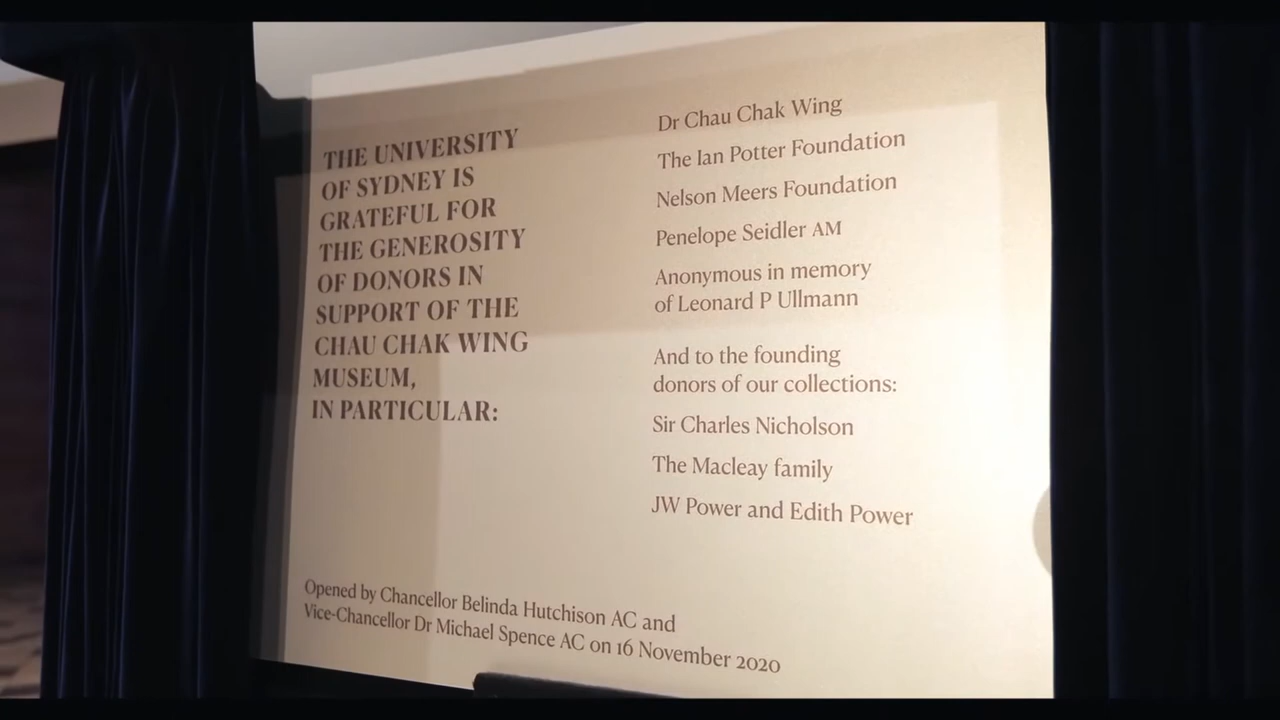 THE UNIVERSITY
OF SYDNEY IS
GRATEFUL FOR
THE GENEROSITY
OF DONORS IN
SUPPORT OF THE
CHAU CHAK WING
MUSEUM,
IN PARTICULAR:
Dr Chau Chak Wing
The Ian Potter Foundation
Nelson Meers Foundation
Penelope Seidler AM
Anonymous in memory
of Leonard P Ullmann
And to the founding
donors of our collections:
Sir Charles Nicholson
The Macleay family
JW Power and Edith Power
Opened by Chancellor Belinda Hutchison AC and
Vice-Chancellor Dr Michael Spence AC on 16 November 2020